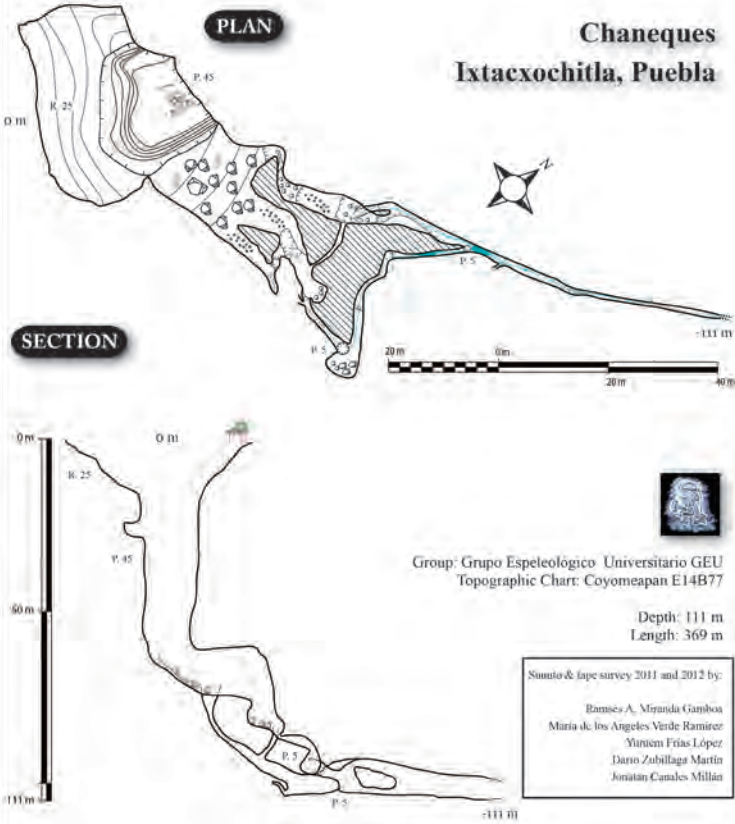 PLAN
Chaneques
Ixtacxochitla, Puebla
P. 45
R. 25
0 m
N
P. 5
-111 m
P. 5
20 m 0m
20 m 40 m
SECTION
0 m
0 m
R. 25
P. 45
Group: Grupo Espeleológico Universitario GEU
Topographic Chart: Coyomeapan E14B77
Depth: 111 m
Length: 369 m
Suunto & tape survey 2011 and 2012 by:
Ramses A. Miranda Gamboa
María de los Angeles Verde Ramírez
Yuriem Frías López
Darío Zubillaga Martín
Jonatan Canales Millán
P. 5
P. 5
-111 m
-111 m